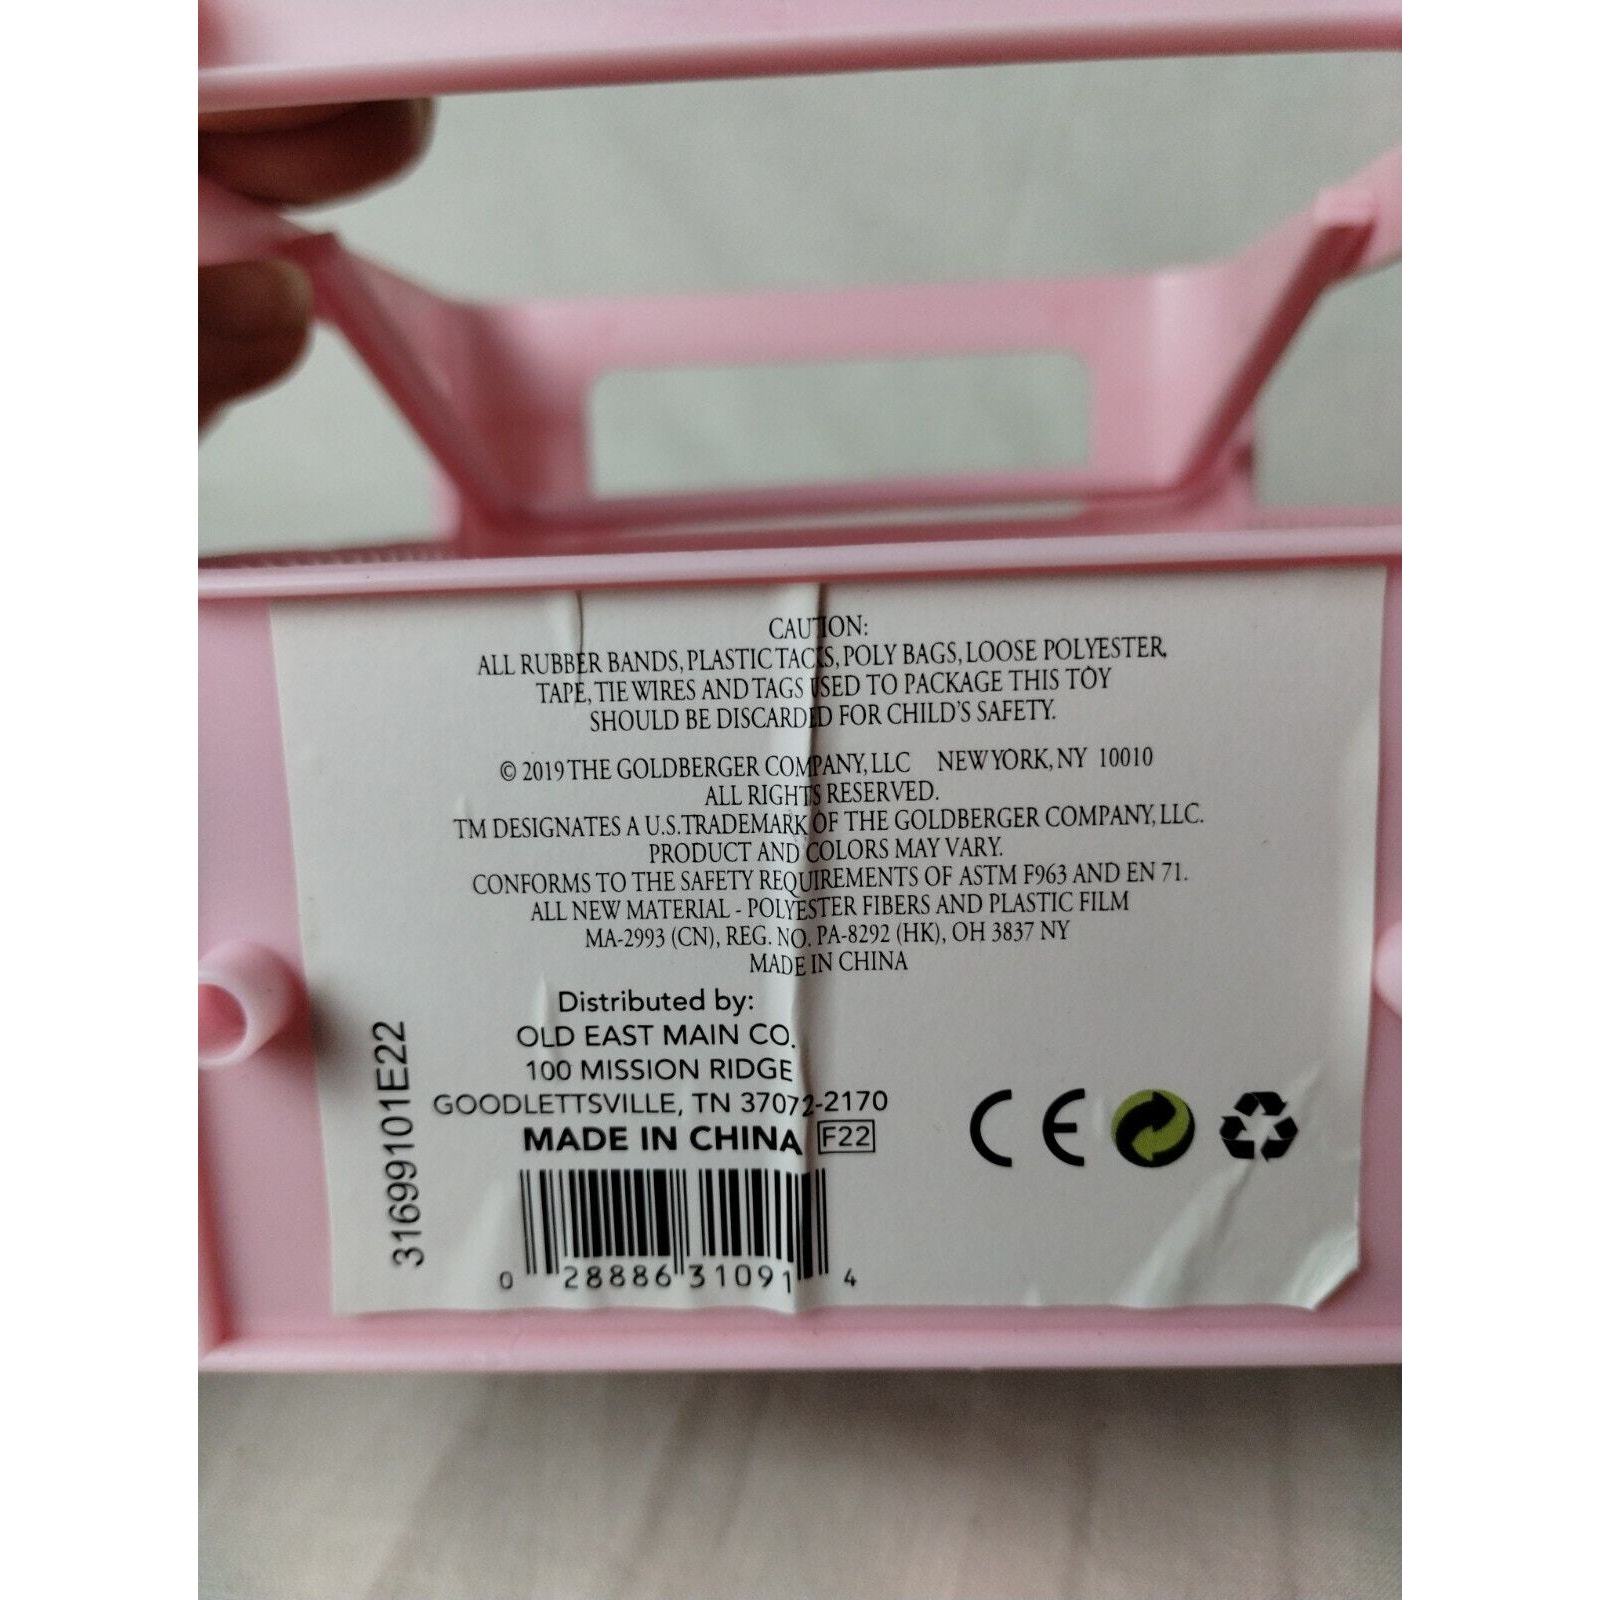 CAUTION:
ALL RUBBER BANDS, PLASTIC TACKS, POLY BAGS, LOOSE POLYESTER,
TAPE, TIE WIRES AND TAGS USED TO PACKAGE THIS TOY
SHOULD BE DISCARDED FOR CHILD'S SAFETY.
© 2019 THE GOLDBERGER COMPANY, LLC NEW YORK, NY 10010
ALL RIGHTS RESERVED.
TM DESIGNATES A U.S. TRADEMARK OF THE GOLDBERGER COMPANY, LLC.
PRODUCT AND COLORS MAY VARY.
CONFORMS TO THE SAFETY REQUIREMENTS OF ASTM F963 AND EN 71.
ALL NEW MATERIAL - POLYESTER FIBERS AND PLASTIC FILM
MA-2993 (CN), REG. NO. PA-8292 (HK), OH 3837 NY
MADE IN CHINA
Distributed by:
OLD EAST MAIN CO.
100 MISSION RIDGE
GOODLETTSVILLE, TN 37072-2170
MADE IN CHINA F22
31699101E22
CE
0 28886 31091 4